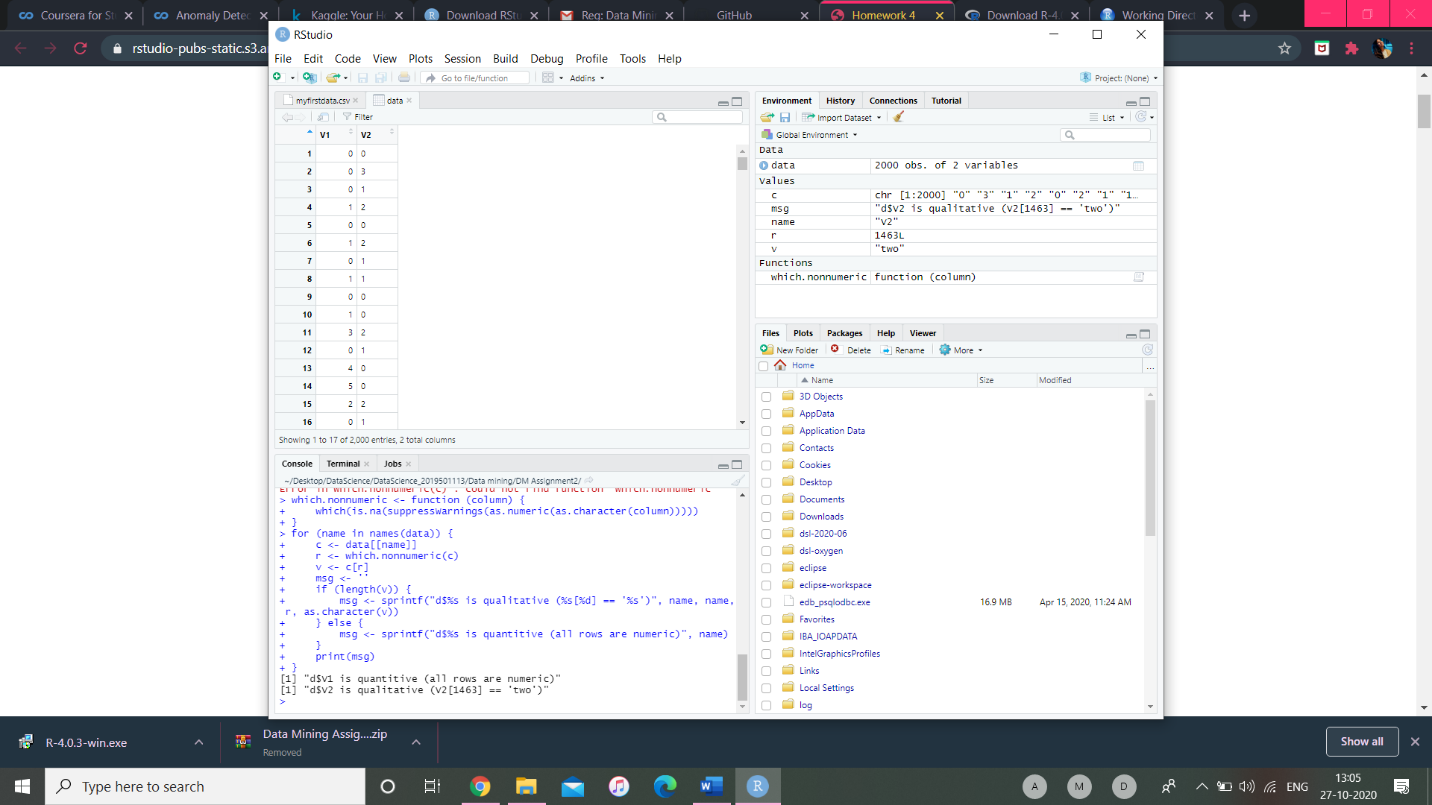 Coursera for St
Anomaly Detec
Kaggle: Your H
Download RStu
Req: Data Mini
GitHub
Homework 4
Download R-4.
Working Direct
rstudio-pubs-static.s3.a
RStudio
File Edit Code View Plots Session Build Debug Profile Tools Help
Go to file/function
Addins
Project: (None)
myfirstdata.csv
data
Filter
V1 V2
1 0 0
2 0 3
3 0 1
4 1 2
5 0 0
6 1 2
7 0 1
8 1 1
9 0 0
10 1 0
11 3 2
12 0 1
13 4 0
14 5 0
15 2 2
16 0 1
Showing 1 to 17 of 2,000 entries, 2 total columns
Console Terminal Jobs
~/Desktop/DataScience/DataScience_2019501113/Data mining/DM Assignment2/
Error in which.nonnumeric(c) : could not find function "which.nonnumeric"
> which.nonnumeric <- function (column) {
+ which(is.na(suppressWarnings(as.numeric(as.character(column)))))
+ }
> for (name in names(data)) {
+ c <- data[[name]]
+ r <- which.nonnumeric(c)
+ v <- c[r]
+ msg <- ''
+ if (length(v)) {
+ msg <- sprintf("d$%s is qualitative (%s[%d] == '%s')", name, name,
r, as.character(v))
+ } else {
+ msg <- sprintf("d$%s is quantitive (all rows are numeric)", name)
+ }
+ print(msg)
+ }
[1] "d$V1 is quantitive (all rows are numeric)"
[1] "d$V2 is qualitative (V2[1463] == 'two')"
>
Environment History Connections Tutorial
Import Dataset
List
Global Environment
Data
data 2000 obs. of 2 variables
Values
c chr [1:2000] "0" "3" "1" "2" "0" "2" "1" "1…
msg "d$V2 is qualitative (V2[1463] == 'two')"
name "V2"
r 1463L
v "two"
Functions
which.nonnumeric function (column)
Files Plots Packages Help Viewer
New Folder Delete Rename More
Home
...
Name Size Modified
3D Objects
AppData
Application Data
Contacts
Cookies
Desktop
Documents
Downloads
dsl-2020-06
dsl-oxygen
eclipse
eclipse-workspace
edb_psqlodbc.exe 16.9 MB Apr 15, 2020, 11:24 AM
Favorites
IBA_IOAPDATA
IntelGraphicsProfiles
Links
Local Settings
log
R-4.0.3-win.exe
Data Mining Assig....zip
Removed
Show all
Type here to search
A
M
D
ENG
13:05
27-10-2020